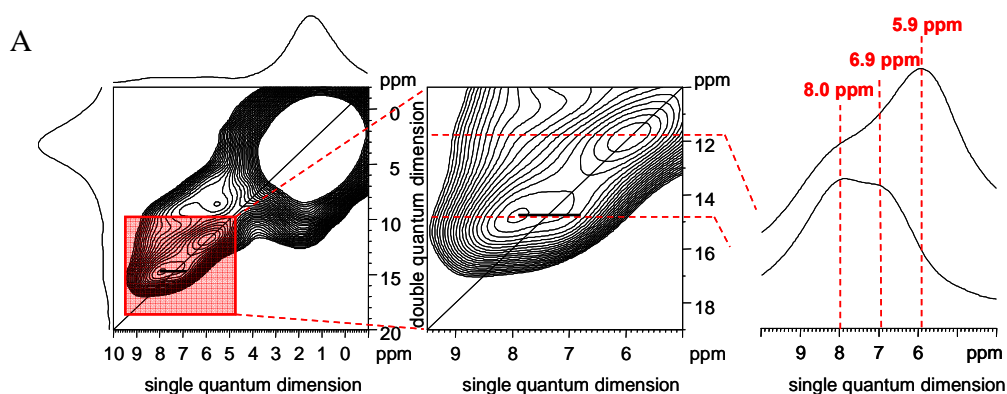 A
ppm
0
5
10
15
20
10 9 8 7 6 5 4 3 2 1 0 ppm
single quantum dimension
double quantum dimension
ppm
12
14
16
18
9 8 7 6 ppm
single quantum dimension
5.9 ppm
6.9 ppm
8.0 ppm
9 8 7 6 ppm
single quantum dimension